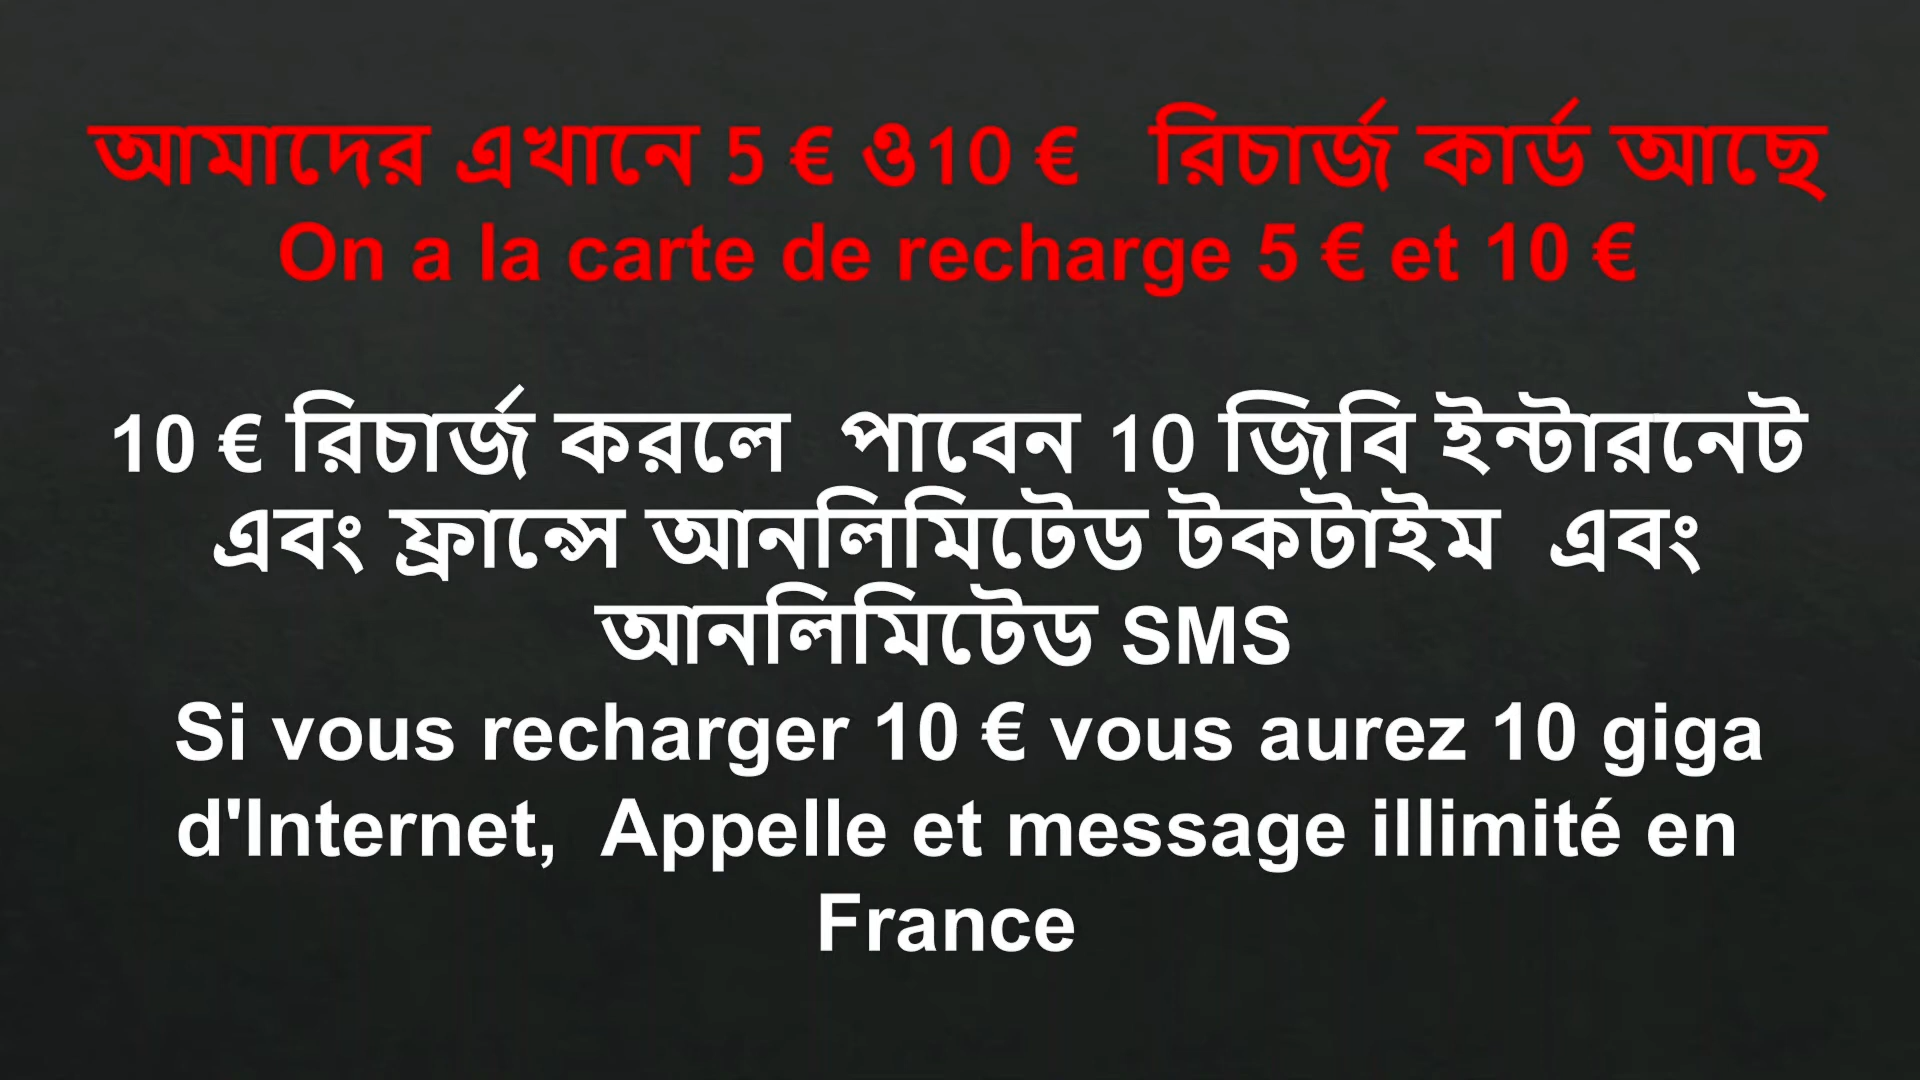 আমাদের এখানে 5 € ও10 € রিচার্জ কার্ড আছে
On a la carte de recharge 5 € et 10 €
10 € রিচার্জ করলে পাবেন 10 জিবি ইন্টারনেট
এবং ফ্রান্সে আনলিমিটেড টকটাইম এবং
আনলিমিটেড SMS
Si vous recharger 10 € vous aurez 10 giga
d'Internet, Appelle et message illimité en
France